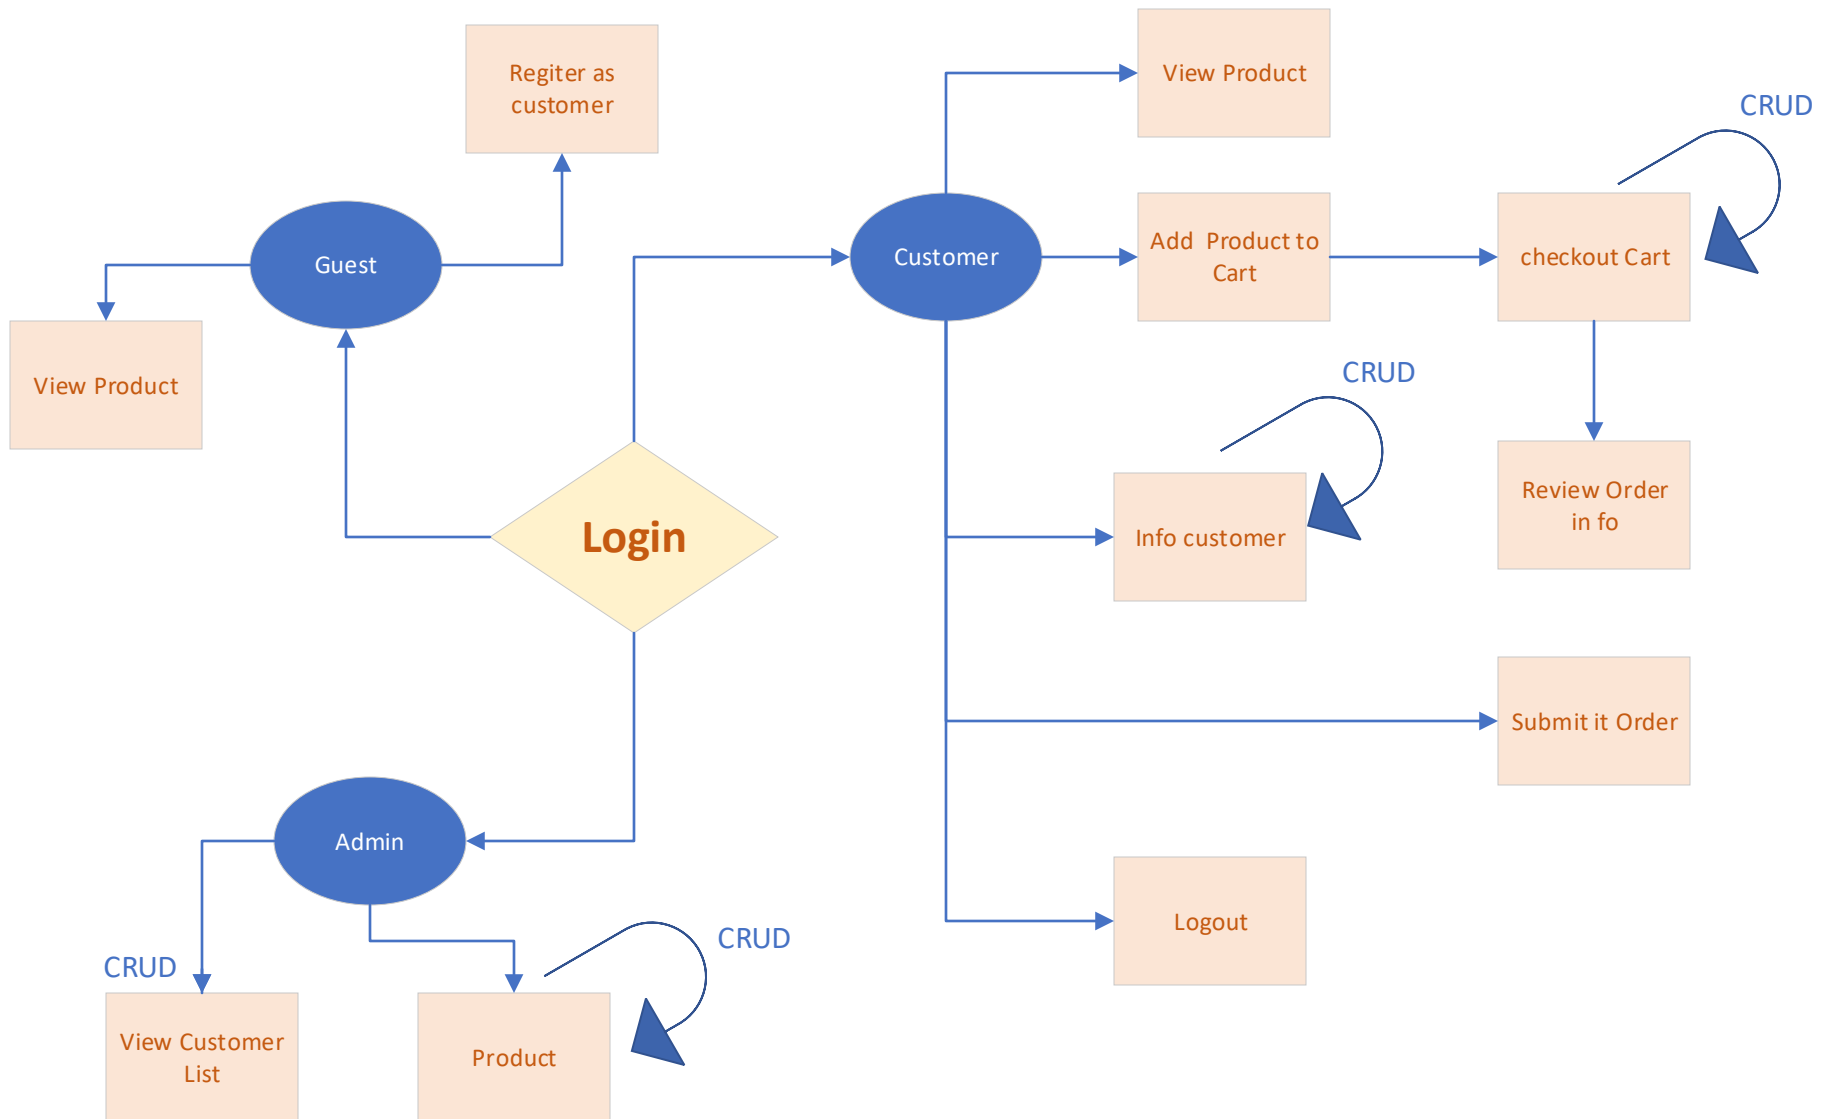 Regiter as
customer
View Product
CRUD
Guest
Customer
Add  Product to
Cart
checkout Cart
View Product
CRUD
Login
Info customer
Review Order
in fo
Submit it Order
Admin
Logout
CRUD
CRUD
View Customer
List
Product